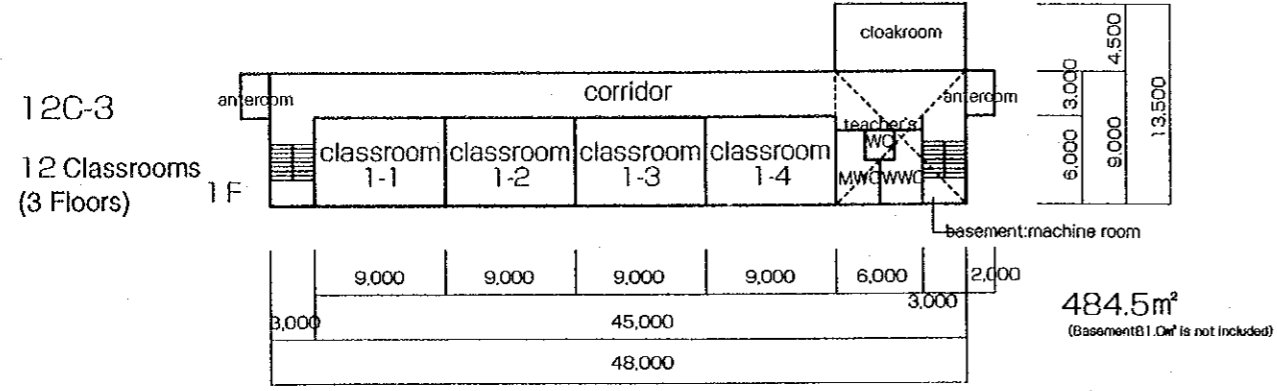 cloakroom
anteroom
corridor
anteroom
12C-3
12 Classrooms
(3 Floors)
1F
classroom
1-1
classroom
1-2
classroom
1-3
classroom
1-4
teacher's
WC
MWC
WWC
basement:machine room
4.500
3.000
13.500
6.000
9.000
9,000
9,000
9,000
9,000
6,000
2,000
3,000
3,000
45,000
48,000
484.5㎡
(Basement81.0㎡ is not included)